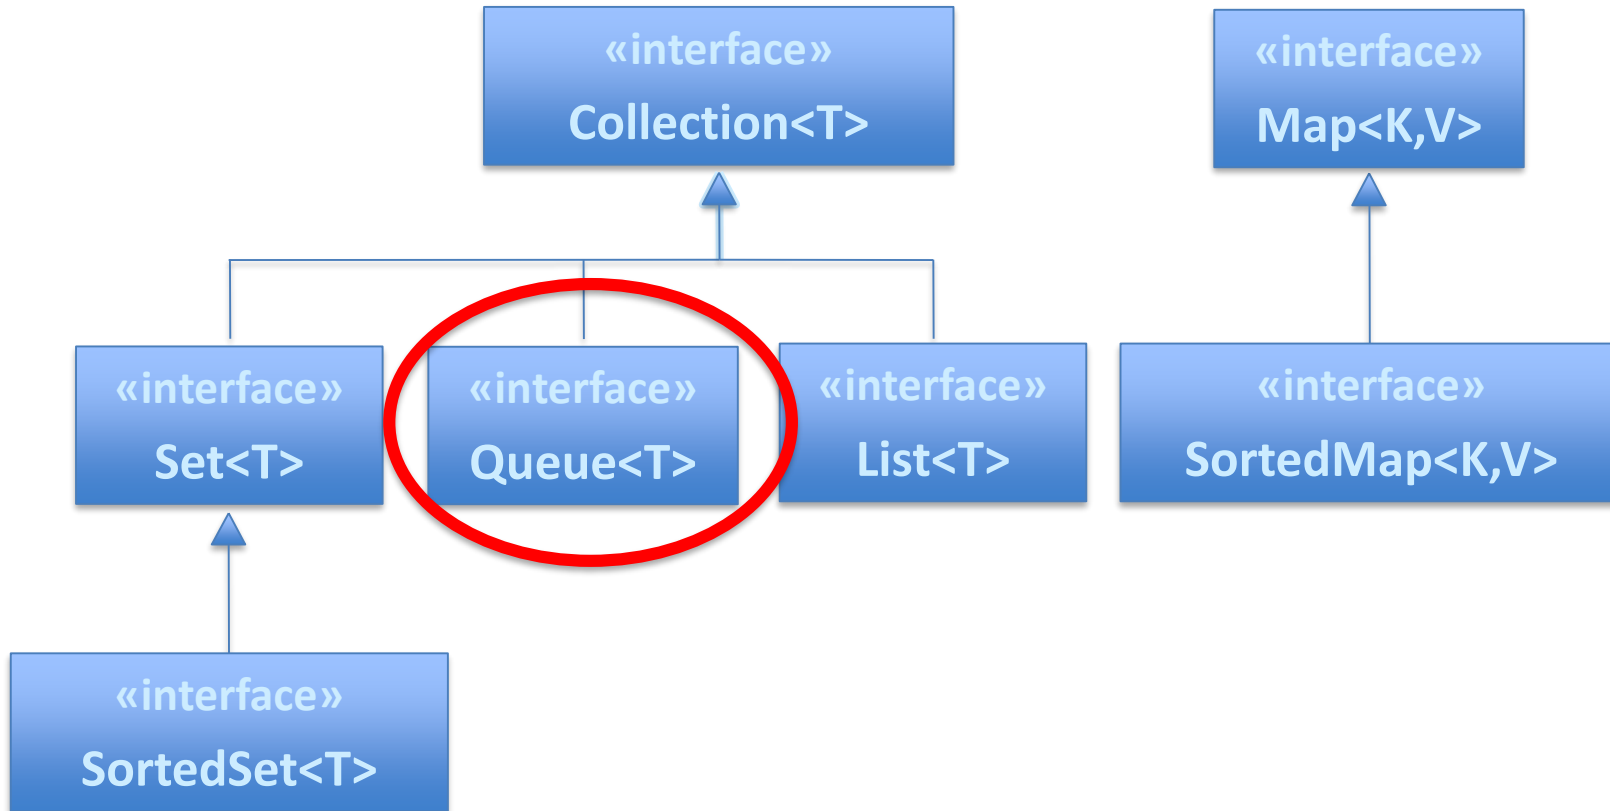 «interface»
Collection<T>
«interface»
Map<K,V>
«interface»
Set<T>
«interface»
Queue<T>
«interface»
List<T>
«interface»
SortedMap<K,V>
«interface»
SortedSet<T>